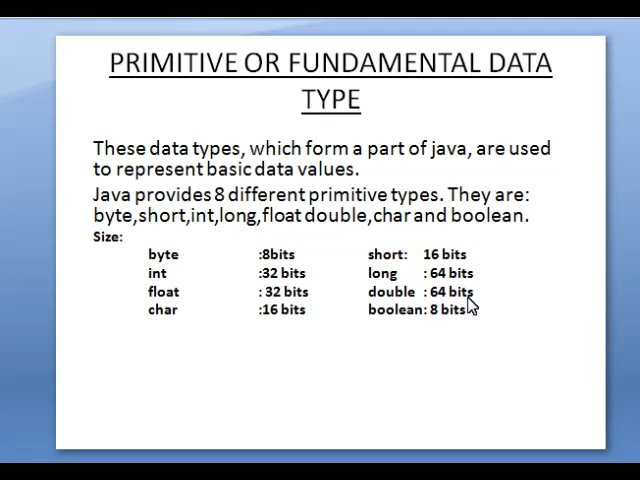 PRIMITIVE OR FUNDAMENTAL DATA
TYPE
These data types, which form a part of java, are used
to represent basic data values.
Java provides 8 different primitive types. They are:
byte,short,int,long,float double,char and boolean.
Size:
byte :8bits short: 16 bits
int :32 bits long : 64 bits
float : 32 bits double : 64 bits
char :16 bits boolean: 8 bits